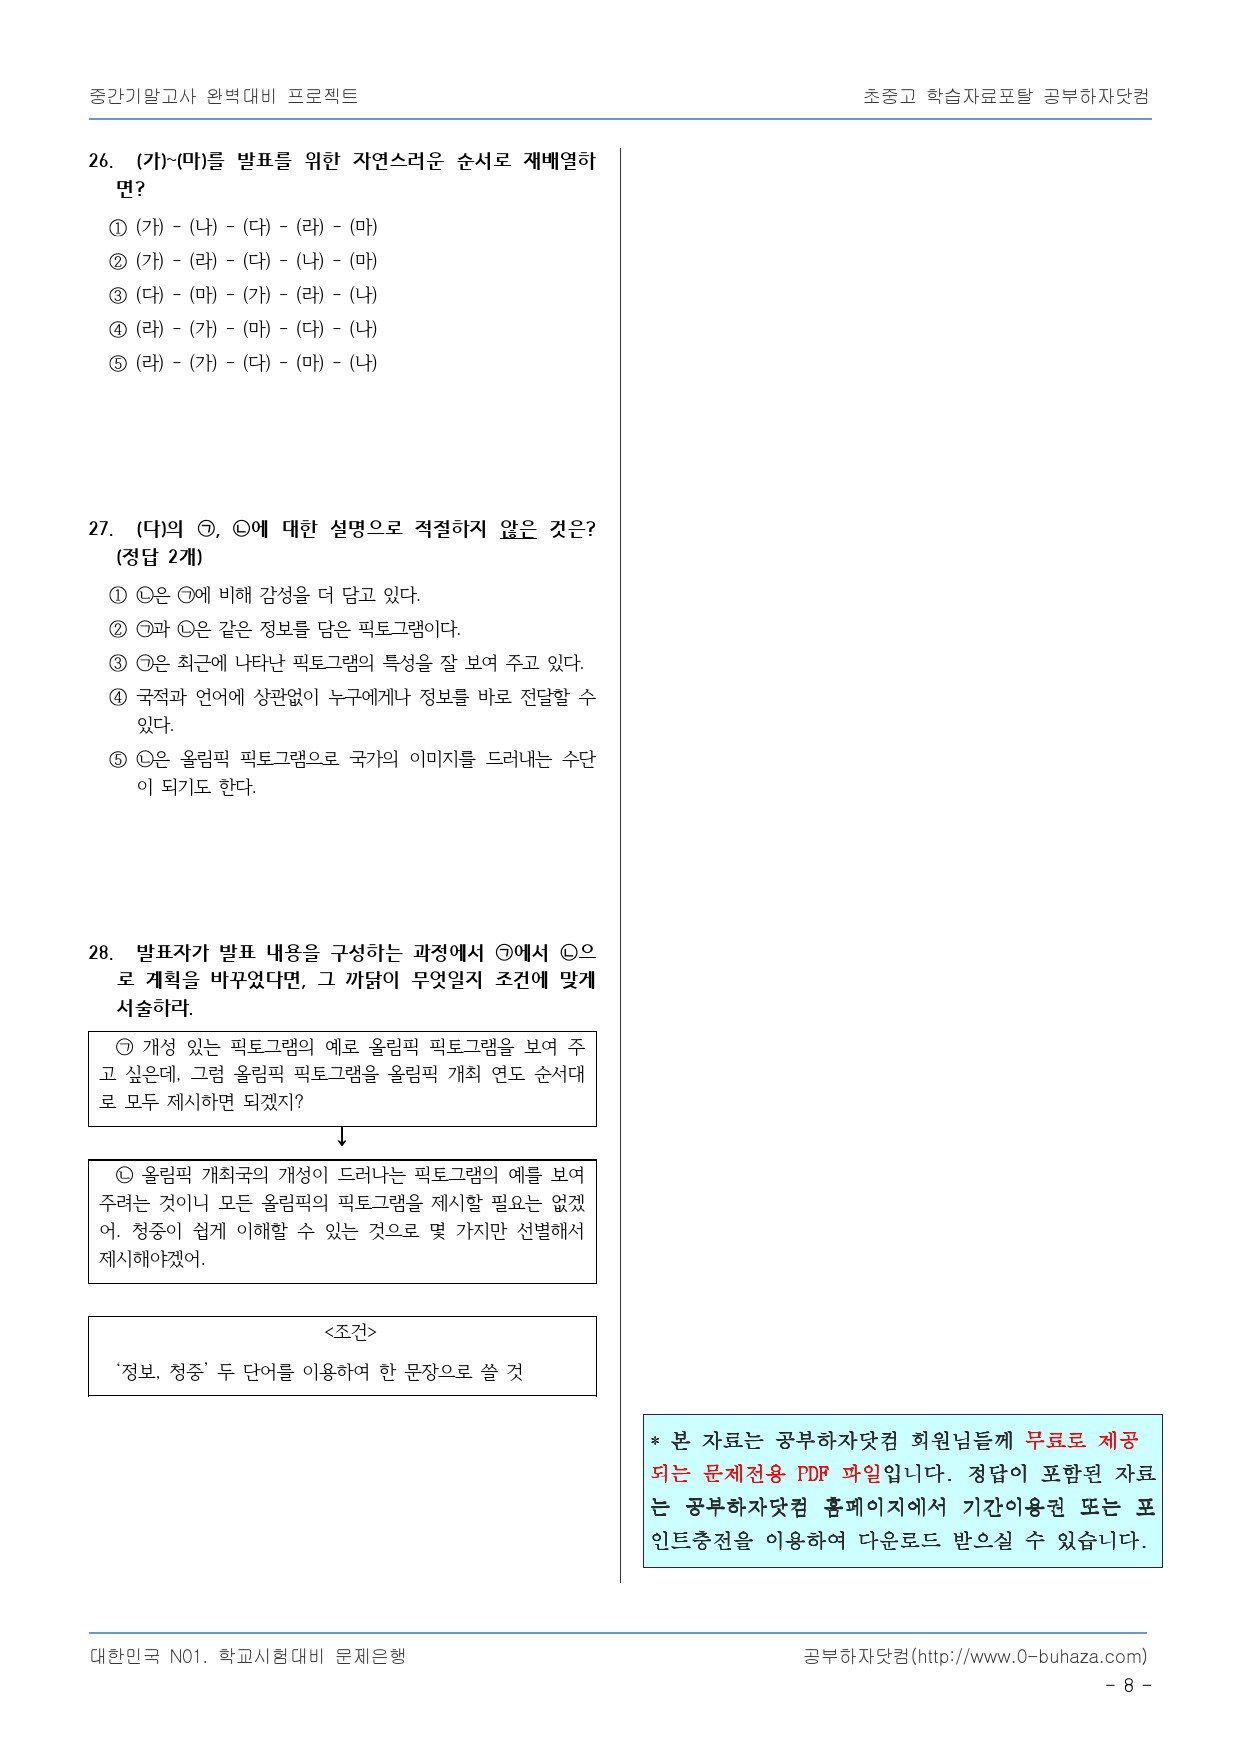 중간기말고사 완벽대비 프로젝트
초중고 학습자료포탈 공부하자닷컴
26. (가)~(마)를 발표를 위한 자연스러운 순서로 재배열하
면?
① (가) - (나) - (다) - (라) - (마)
② (가) - (라) - (다) - (나) - (마)
③ (다) - (마) - (가) - (라) - (나)
④ (라) - (가) - (마) - (다) - (나)
⑤ (라) - (가) - (다) - (마) - (나)
27. (다)의 ㉠, ㉡에 대한 설명으로 적절하지 않은 것은?
(정답 2개)
① ㉡은 ㉠에 비해 감성을 더 담고 있다.
② ㉠과 ㉡은 같은 정보를 담은 픽토그램이다.
③ ㉠은 최근에 나타난 픽토그램의 특성을 잘 보여 주고 있다.
④ 국적과 언어에 상관없이 누구에게나 정보를 바로 전달할 수
있다.
⑤ ㉡은 올림픽 픽토그램으로 국가의 이미지를 드러내는 수단
이 되기도 한다.
28. 발표자가 발표 내용을 구성하는 과정에서 ㉠에서 ㉡으
로 계획을 바꾸었다면, 그 까닭이 무엇일지 조건에 맞게
서술하라.
㉠ 개성 있는 픽토그램의 예로 올림픽 픽토그램을 보여 주
고 싶은데, 그럼 올림픽 픽토그램을 올림픽 개최 연도 순서대
로 모두 제시하면 되겠지?
↓
㉡ 올림픽 개최국의 개성이 드러나는 픽토그램의 예를 보여
주려는 것이니 모든 올림픽의 픽토그램을 제시할 필요는 없겠
어. 청중이 쉽게 이해할 수 있는 것으로 몇 가지만 선별해서
제시해야겠어.
<조건>
‘정보, 청중’ 두 단어를 이용하여 한 문장으로 쓸 것
* 본 자료는 공부하자닷컴 회원님들께 무료로 제공
되는 문제전용 PDF 파일입니다. 정답이 포함된 자료
는 공부하자닷컴 홈페이지에서 기간이용권 또는 포
인트충전을 이용하여 다운로드 받으실 수 있습니다.
대한민국 N01. 학교시험대비 문제은행
공부하자닷컴(http://www.0-buhaza.com)
- 8 -